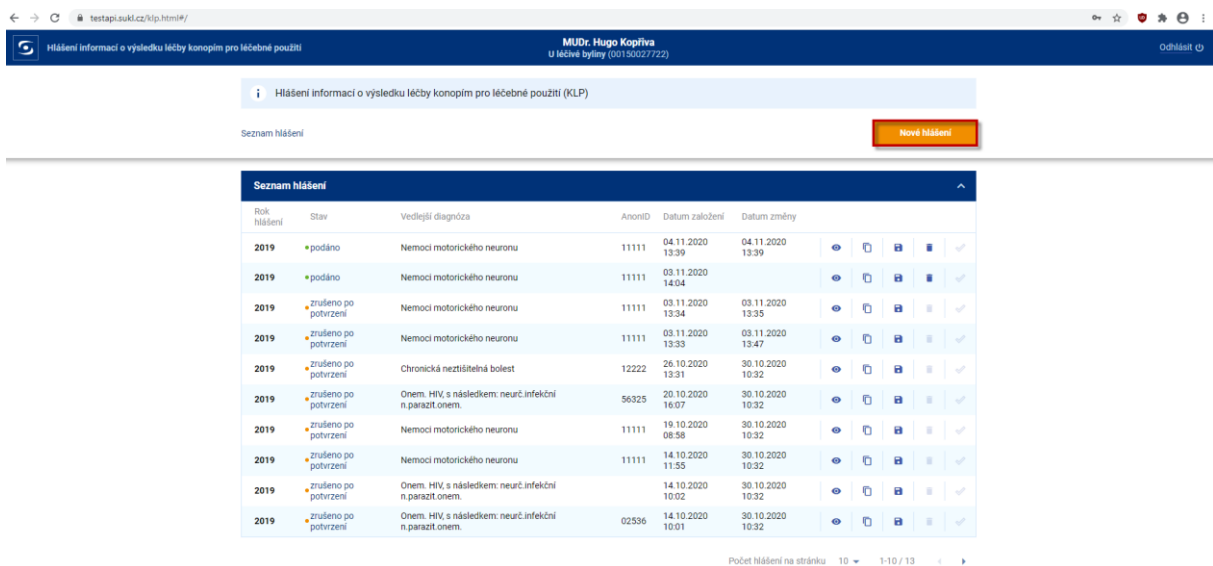 testapi.sukl.cz/klp.html#/
Hlášení informací o výsledku léčby konopím pro léčebné použití
MUDr. Hugo Kopřiva
U léčivé byliny (00150027722)
Odhlásit
i Hlášení informací o výsledku léčby konopím pro léčebné použití (KLP)
Seznam hlášení
Nové hlášení
Seznam hlášení
Rok hlášení Stav Vedlejší diagnóza AnonID Datum založení Datum změny
2019 podáno Nemoci motorického neuronu 11111 04.11.2020 13:39 04.11.2020 13:39
2019 podáno Nemoci motorického neuronu 11111 03.11.2020 14:04
2019 zrušeno po potvrzení Nemoci motorického neuronu 11111 03.11.2020 13:34 03.11.2020 13:35
2019 zrušeno po potvrzení Nemoci motorického neuronu 11111 03.11.2020 13:33 03.11.2020 13:47
2019 zrušeno po potvrzení Chronická neztišitelná bolest 12222 26.10.2020 13:31 30.10.2020 10:32
2019 zrušeno po potvrzení Onem. HIV, s následkem: neurč.infekční n.parazit.onem. 56325 20.10.2020 16:07 30.10.2020 10:32
2019 zrušeno po potvrzení Nemoci motorického neuronu 11111 19.10.2020 08:58 30.10.2020 10:32
2019 zrušeno po potvrzení Nemoci motorického neuronu 11111 14.10.2020 11:55 30.10.2020 10:32
2019 zrušeno po potvrzení Onem. HIV, s následkem: neurč.infekční n.parazit.onem. 14.10.2020 10:02 30.10.2020 10:32
2019 zrušeno po potvrzení Onem. HIV, s následkem: neurč.infekční n.parazit.onem. 02536 14.10.2020 10:01 30.10.2020 10:32
Počet hlášení na stránku 10 1-10 / 13